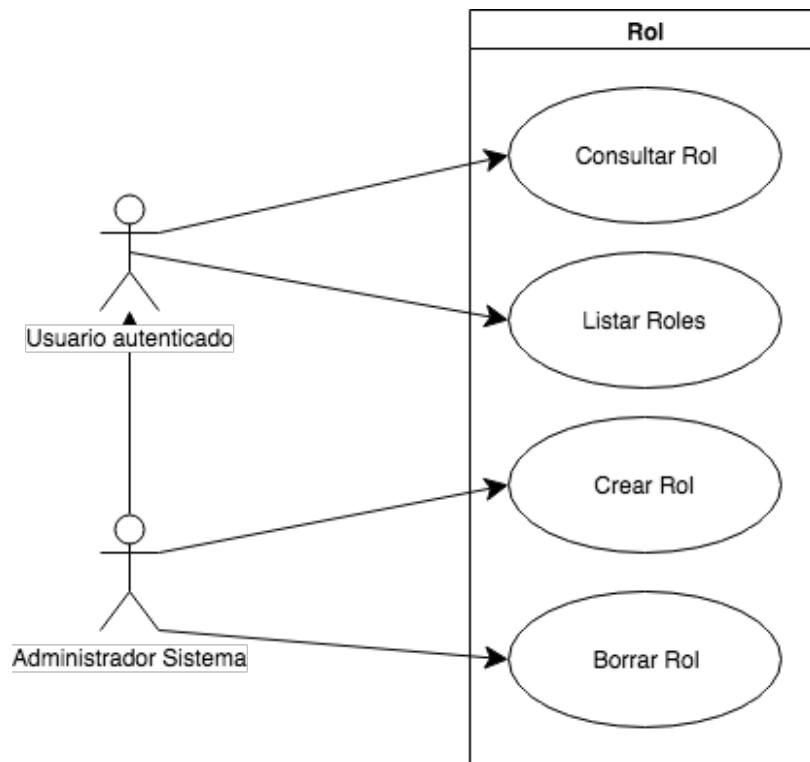 Rol
Consultar Rol
Usuario autenticado
Listar Roles
Crear Rol
Administrador Sistema
Borrar Rol